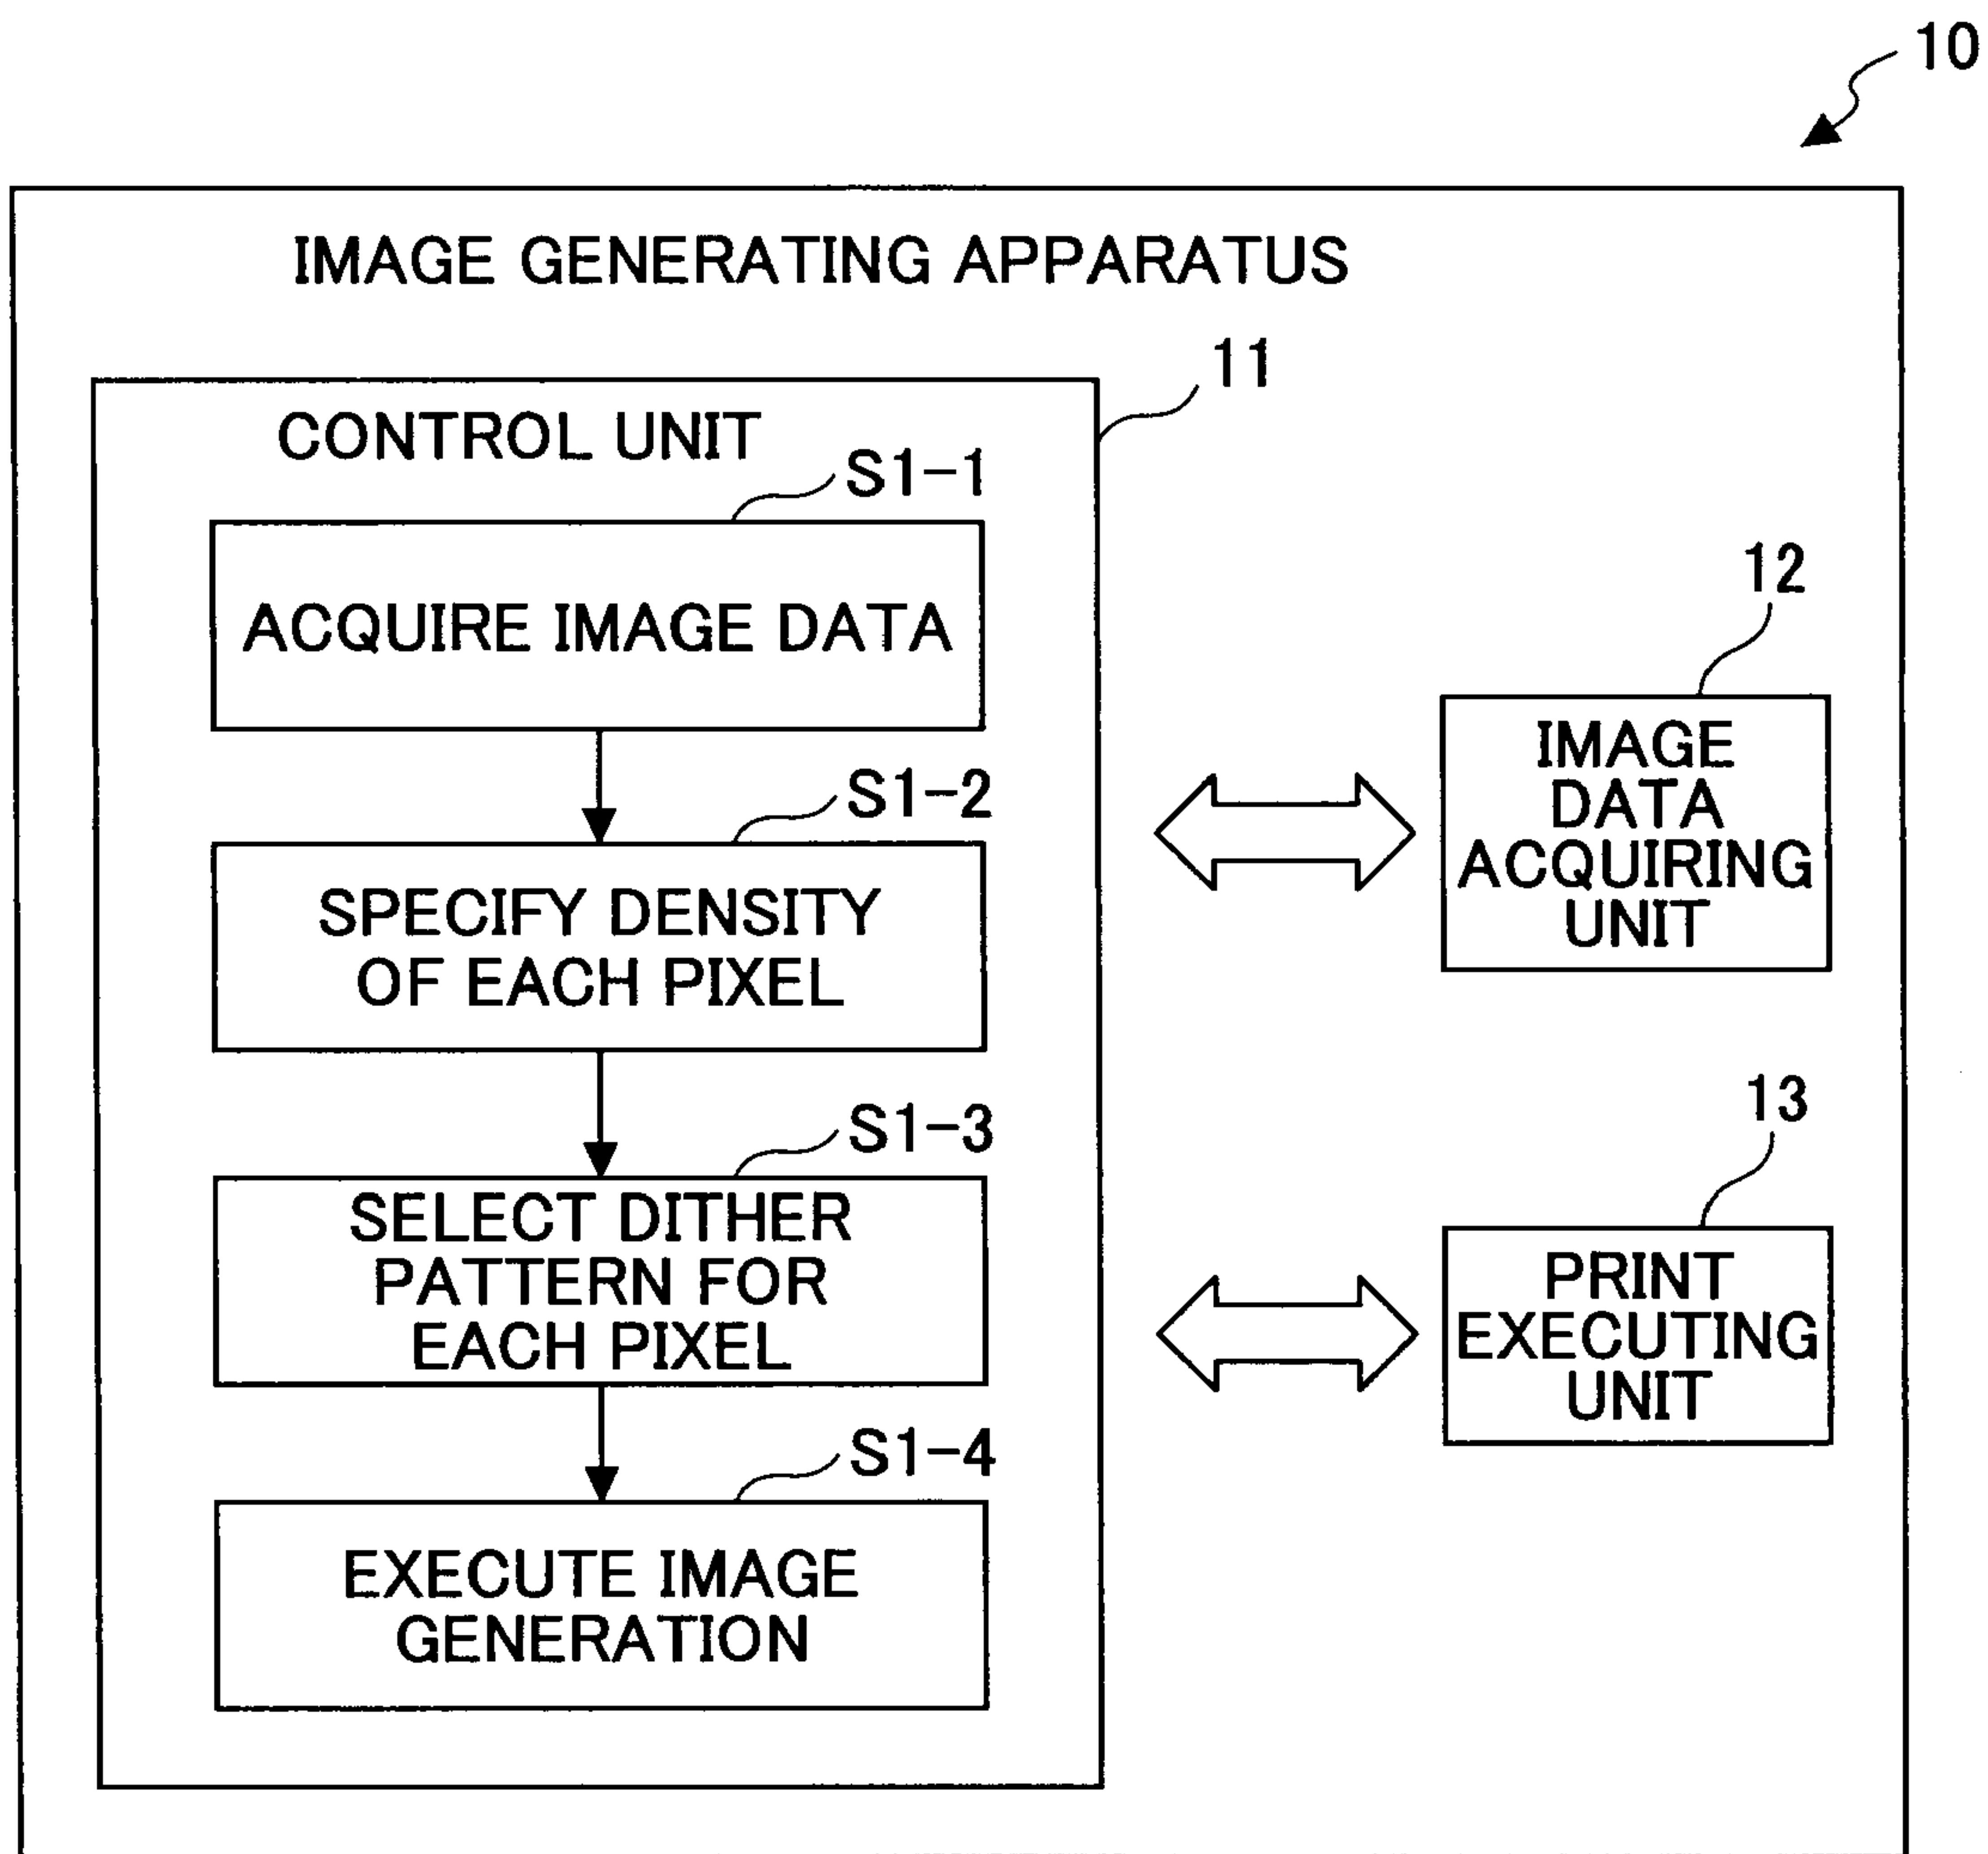 10
IMAGE GENERATING APPARATUS
11
CONTROL UNIT
S1-1
ACQUIRE IMAGE DATA
S1-2
SPECIFY DENSITY
OF EACH PIXEL
S1-3
SELECT DITHER
PATTERN FOR
EACH PIXEL
S1-4
EXECUTE IMAGE
GENERATION
12
IMAGE
DATA
ACQUIRING
UNIT
13
PRINT
EXECUTING
UNIT